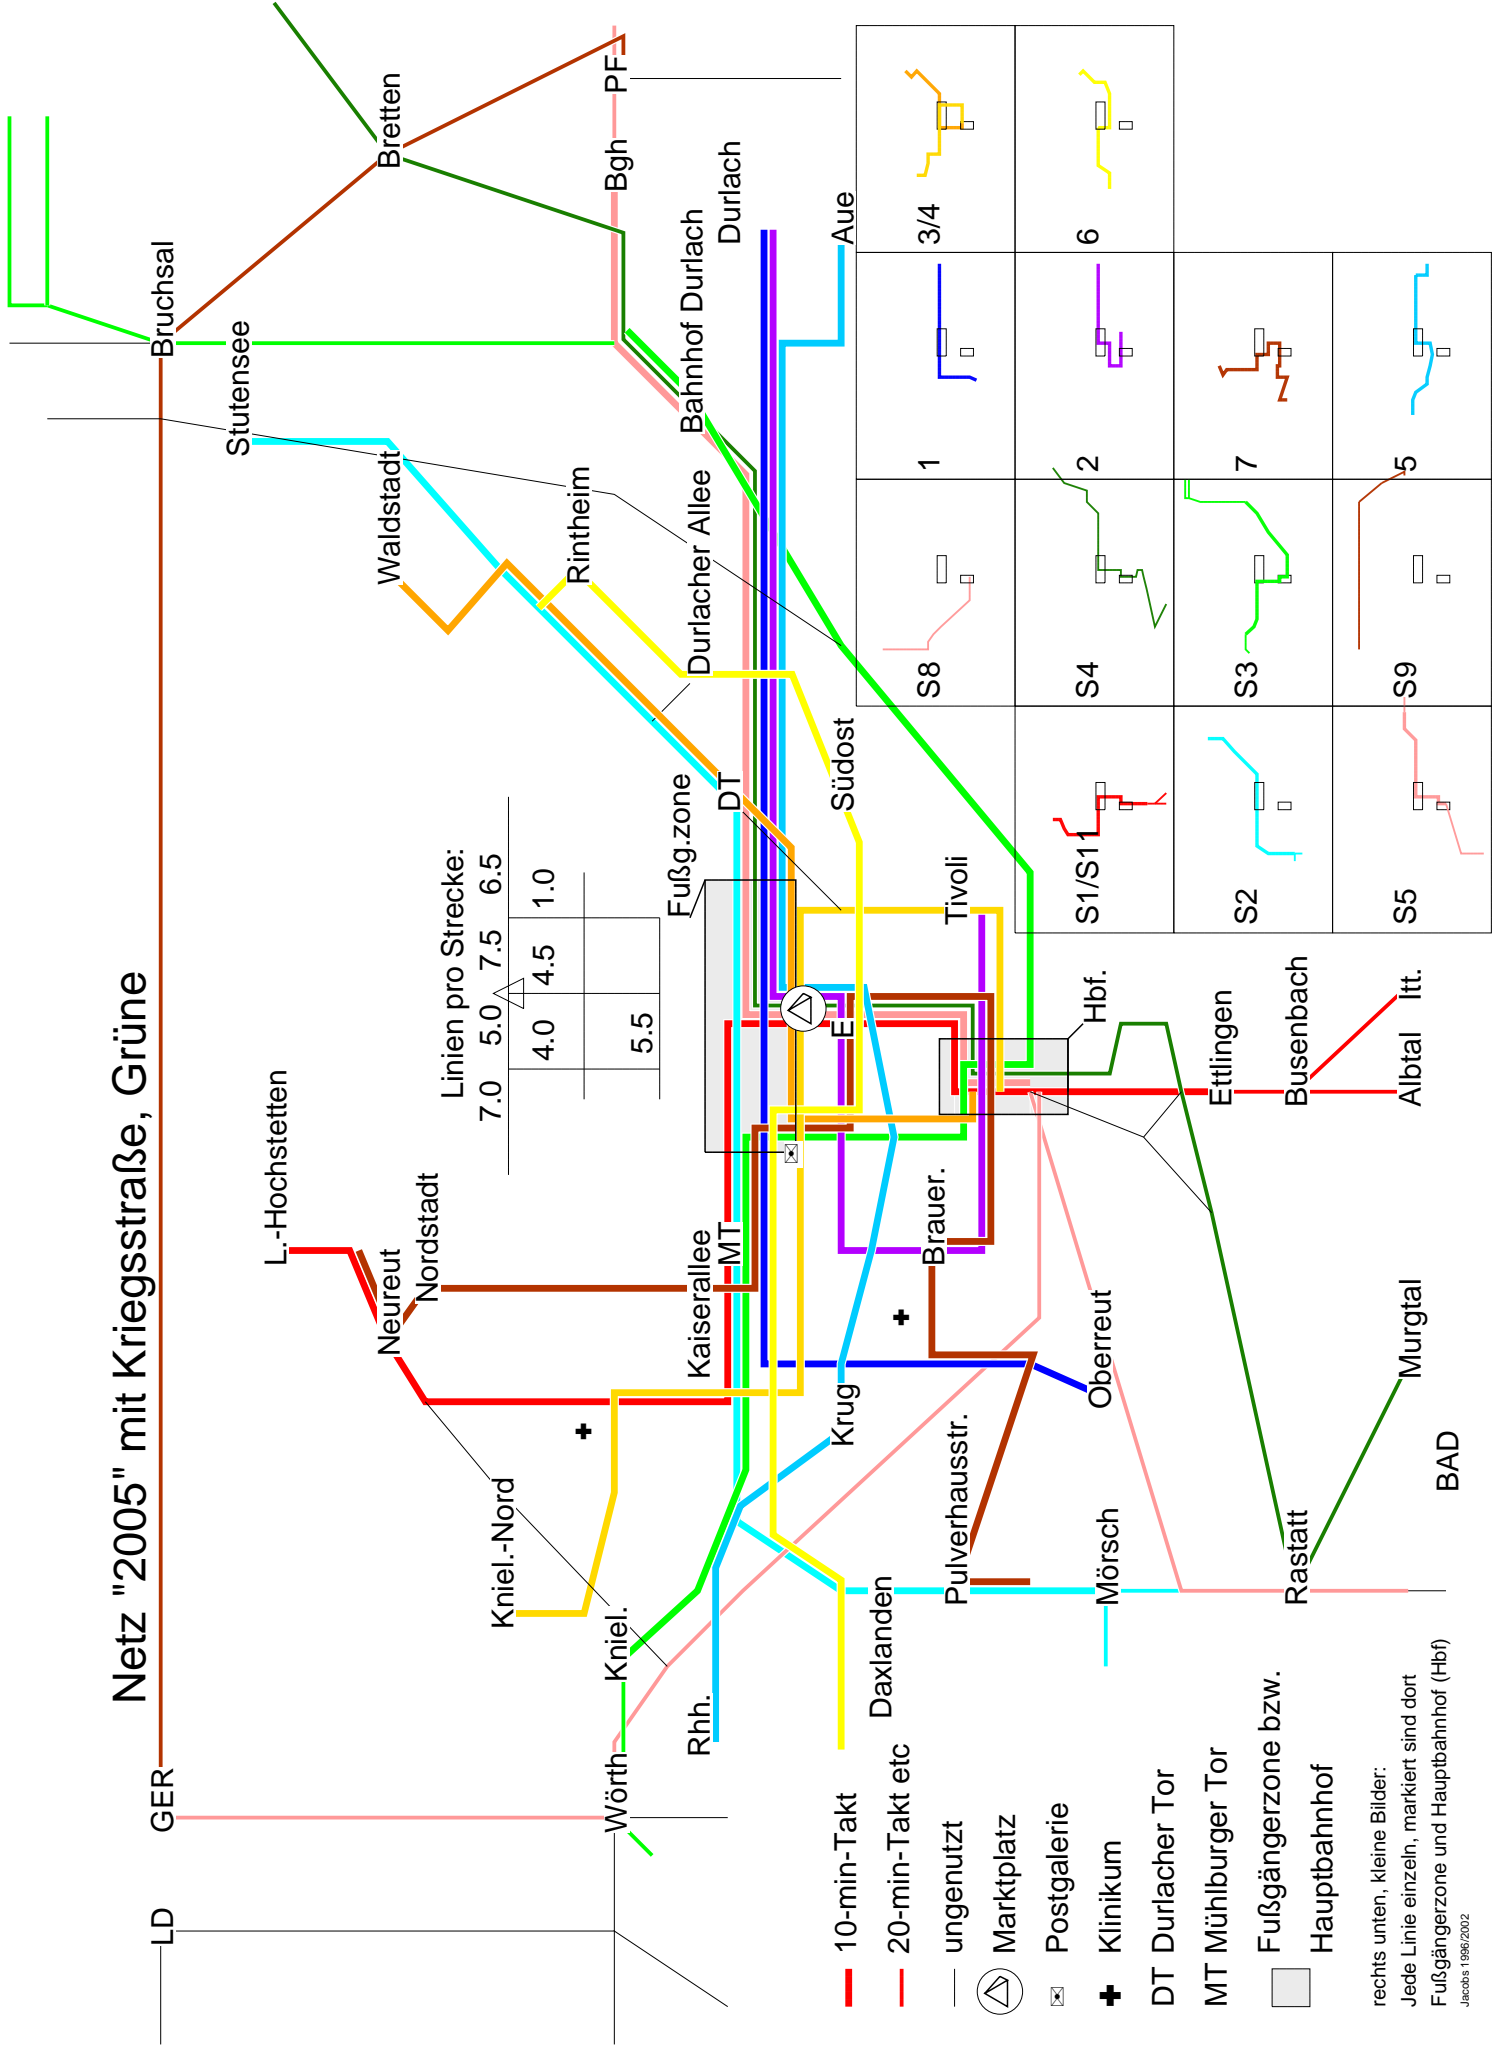 Netz "2005" mit Kriegsstraße, Grüne
LD
GER
Bruchsal
Stutensee
L.-Hochstetten
Neureut
Nordstadt
Waldstadt
Bretten
Linien pro Strecke:
7.0 5.0 7.5 6.5
4.0 4.5 1.0
5.5
Kniel.-Nord
Rintheim
Wörth
Kniel.
Bgh
PF
Rhh.
Kaiserallee
MT
Fußg.zone
DT
Durlacher Allee
Bahnhof Durlach
Durlach
Krug
E
Südost
Aue
Daxlanden
Pulverhausstr.
Brauer.
Tivoli
Mörsch
Oberreut
Hbf.
Ettlingen
Rastatt
Busenbach
Murgtal
Albtal
Itt.
BAD
10-min-Takt
20-min-Takt etc
ungenutzt
Marktplatz
Postgalerie
Klinikum
DT Durlacher Tor
MT Mühlburger Tor
Fußgängerzone bzw.
Hauptbahnhof
rechts unten, kleine Bilder:
Jede Linie einzeln, markiert sind dort
Fußgängerzone und Hauptbahnhof (Hbf)
Jacobs 1996/2002
S8
1
3/4
S1/S11
S4
2
6
S2
S3
7
S5
S9
5